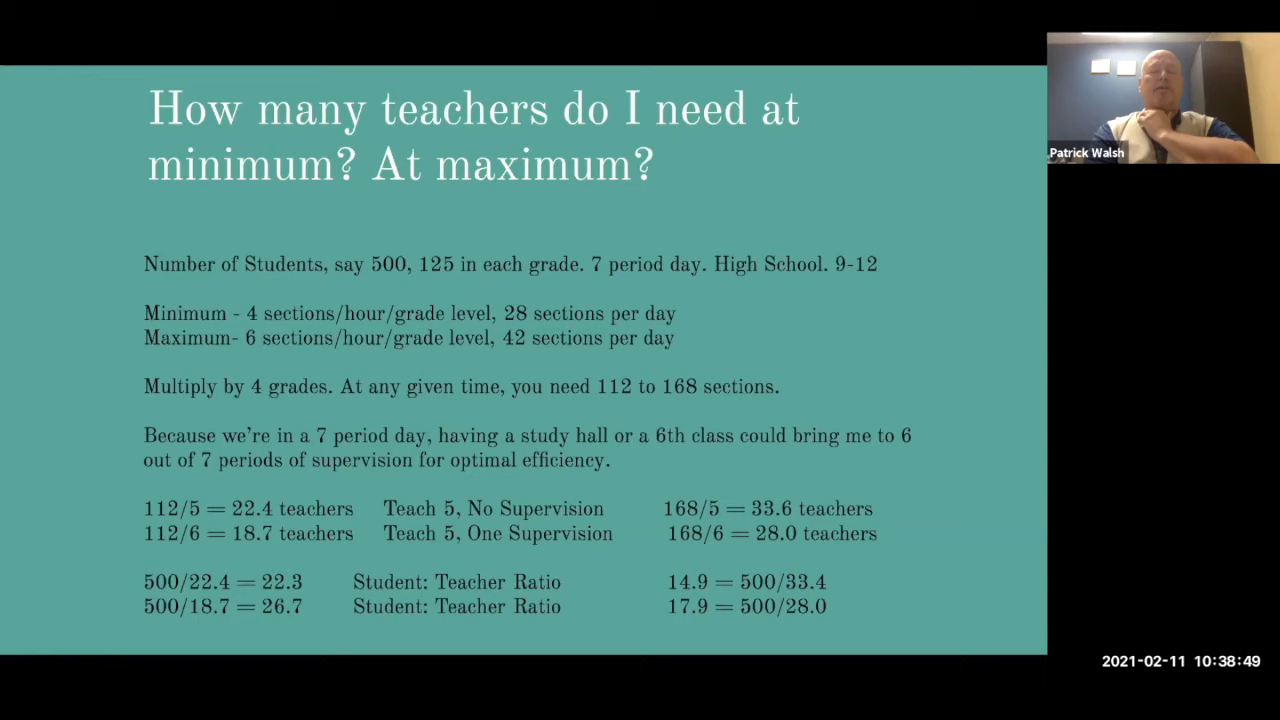 How many teachers do I need at
minimum? At maximum?
Patrick Walsh
Number of Students, say 500, 125 in each grade. 7 period day. High School. 9-12
Minimum - 4 sections/hour/grade level, 28 sections per day
Maximum- 6 sections/hour/grade level, 42 sections per day
Multiply by 4 grades. At any given time, you need 112 to 168 sections.
Because we're in a 7 period day, having a study hall or a 6th class could bring me to 6
out of 7 periods of supervision for optimal efficiency.
112/5 = 22.4 teachers Teach 5, No Supervision 168/5 = 33.6 teachers
112/6 = 18.7 teachers Teach 5, One Supervision 168/6 = 28.0 teachers
500/22.4 = 22.3 Student: Teacher Ratio 14.9 = 500/33.4
500/18.7 = 26.7 Student: Teacher Ratio 17.9 = 500/28.0
2021-02-11 10:38:49